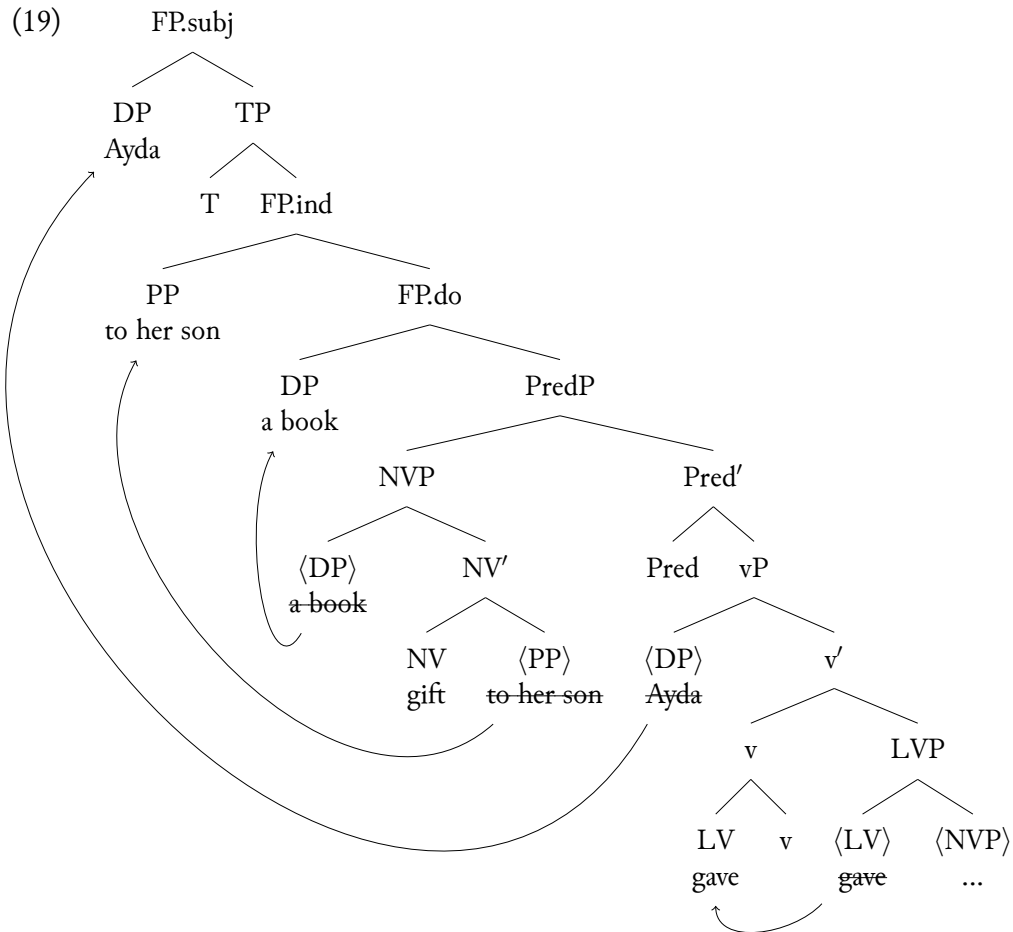 (19) FP.subj
DP TP
Ayda
T FP.ind
PP FP.do
to her son
DP PredP
a book
NVP Pred′
⟨DP⟩ NV′ Pred vP
a book
NV ⟨PP⟩ ⟨DP⟩ v′
gift to her son Ayda
v LVP
LV v ⟨LV⟩ ⟨NVP⟩
gave gave ...